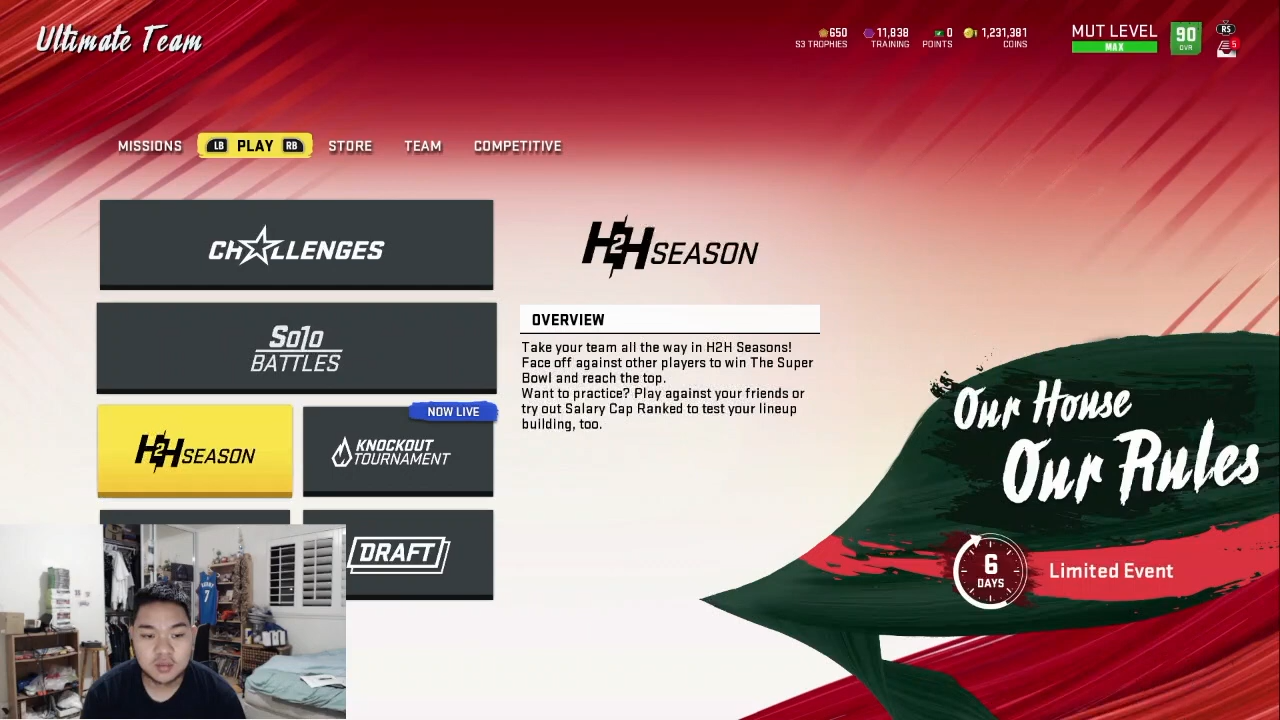 Ultimate Team
650
S3 TROPHIES
11,838
TRAINING
0
POINTS
1,231,381
COINS
MUT LEVEL
MAX
90
OVR
RS
5
MISSIONS
LB PLAY RB
STORE
TEAM
COMPETITIVE
CHALLENGES
Solo
BATTLES
H2H SEASON
NOW LIVE
KNOCKOUT
TOURNAMENT
DRAFT
H2H SEASON
OVERVIEW
Take your team all the way in H2H Seasons!
Face off against other players to win The Super
Bowl and reach the top.
Want to practice? Play against your friends or
try out Salary Cap Ranked to test your lineup
building, too.
Our House
Our Rules
6
DAYS
Limited Event
7